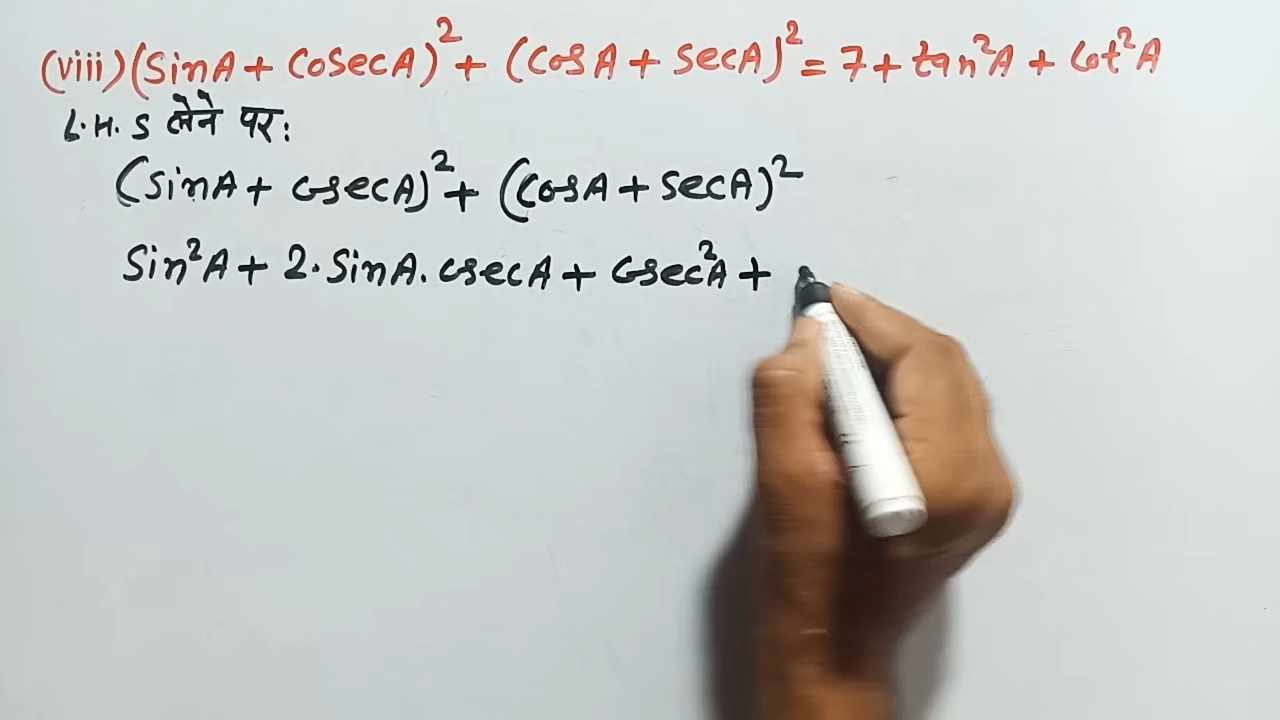 (viii) (SinA + CosecA)² + (CosA + SecA)² = 7 + tan²A + Cot²A
L.H.S लेने पर:
(SinA + CosecA)² + (CosA + SecA)²
Sin²A + 2·SinA.CosecA + Cosec²A +